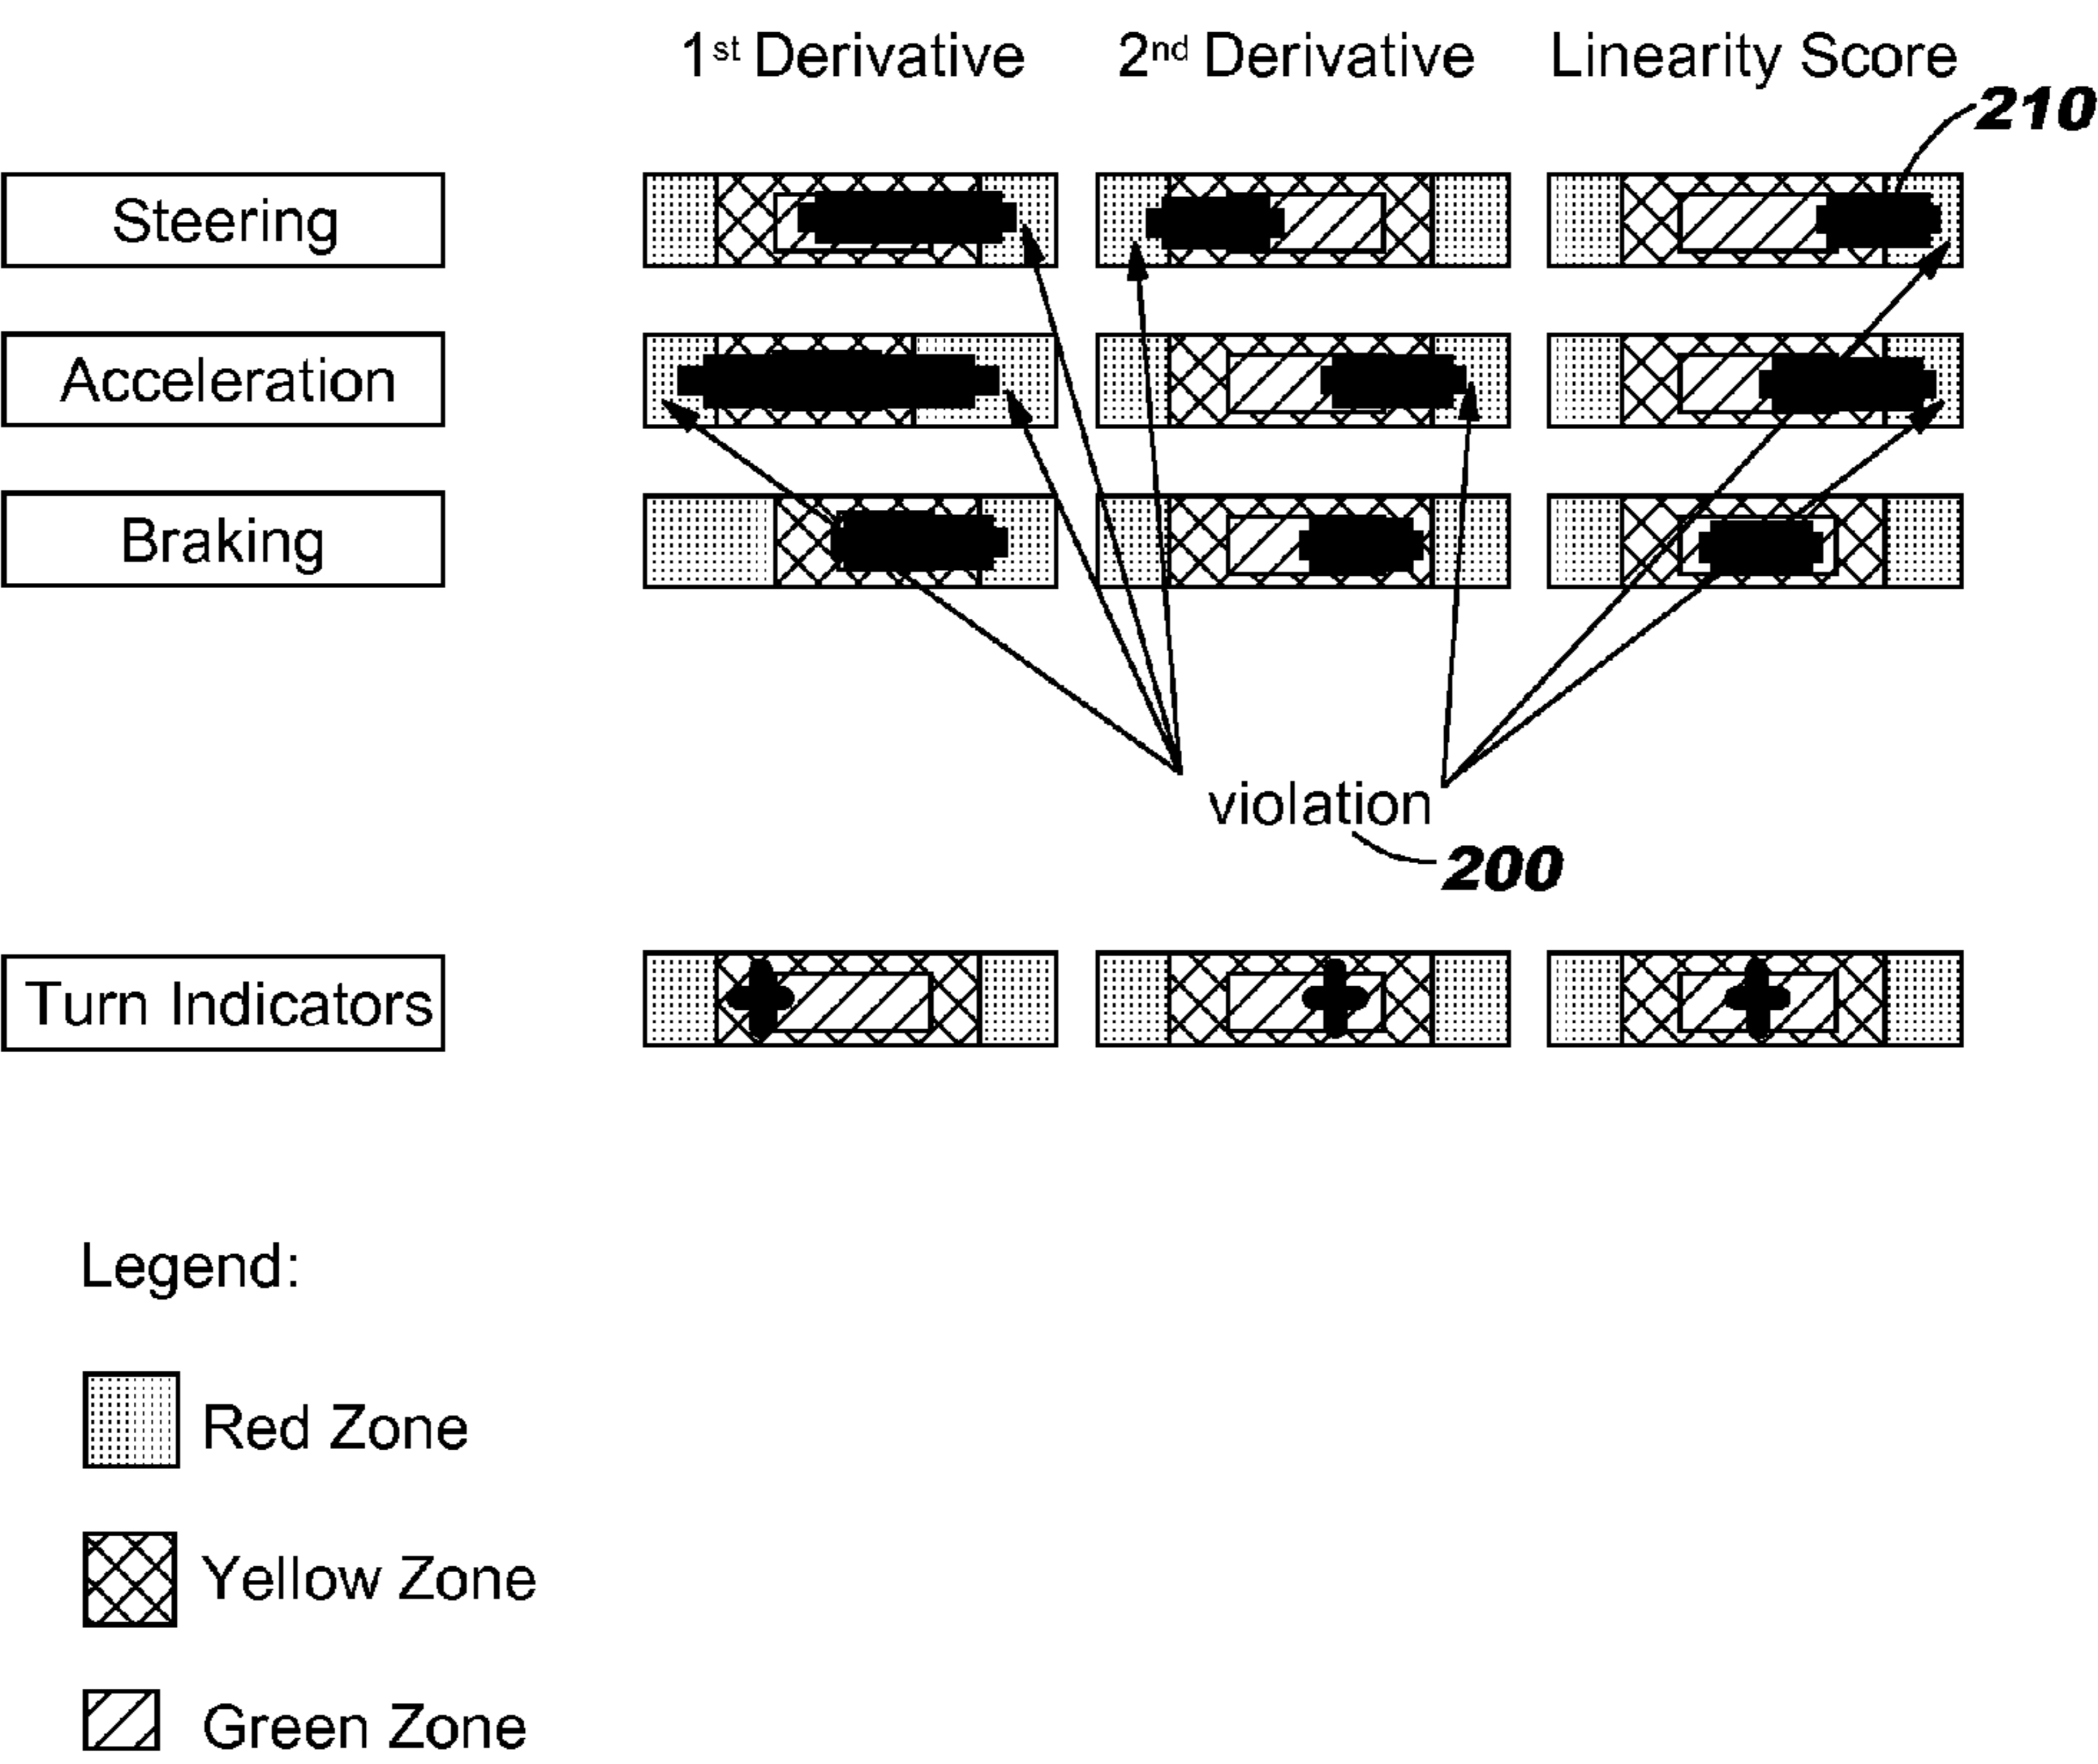 1st Derivative 2nd Derivative Linearity Score
210
Steering
Acceleration
Braking
violation
200
Turn Indicators
Legend:
Red Zone
Yellow Zone
Green Zone